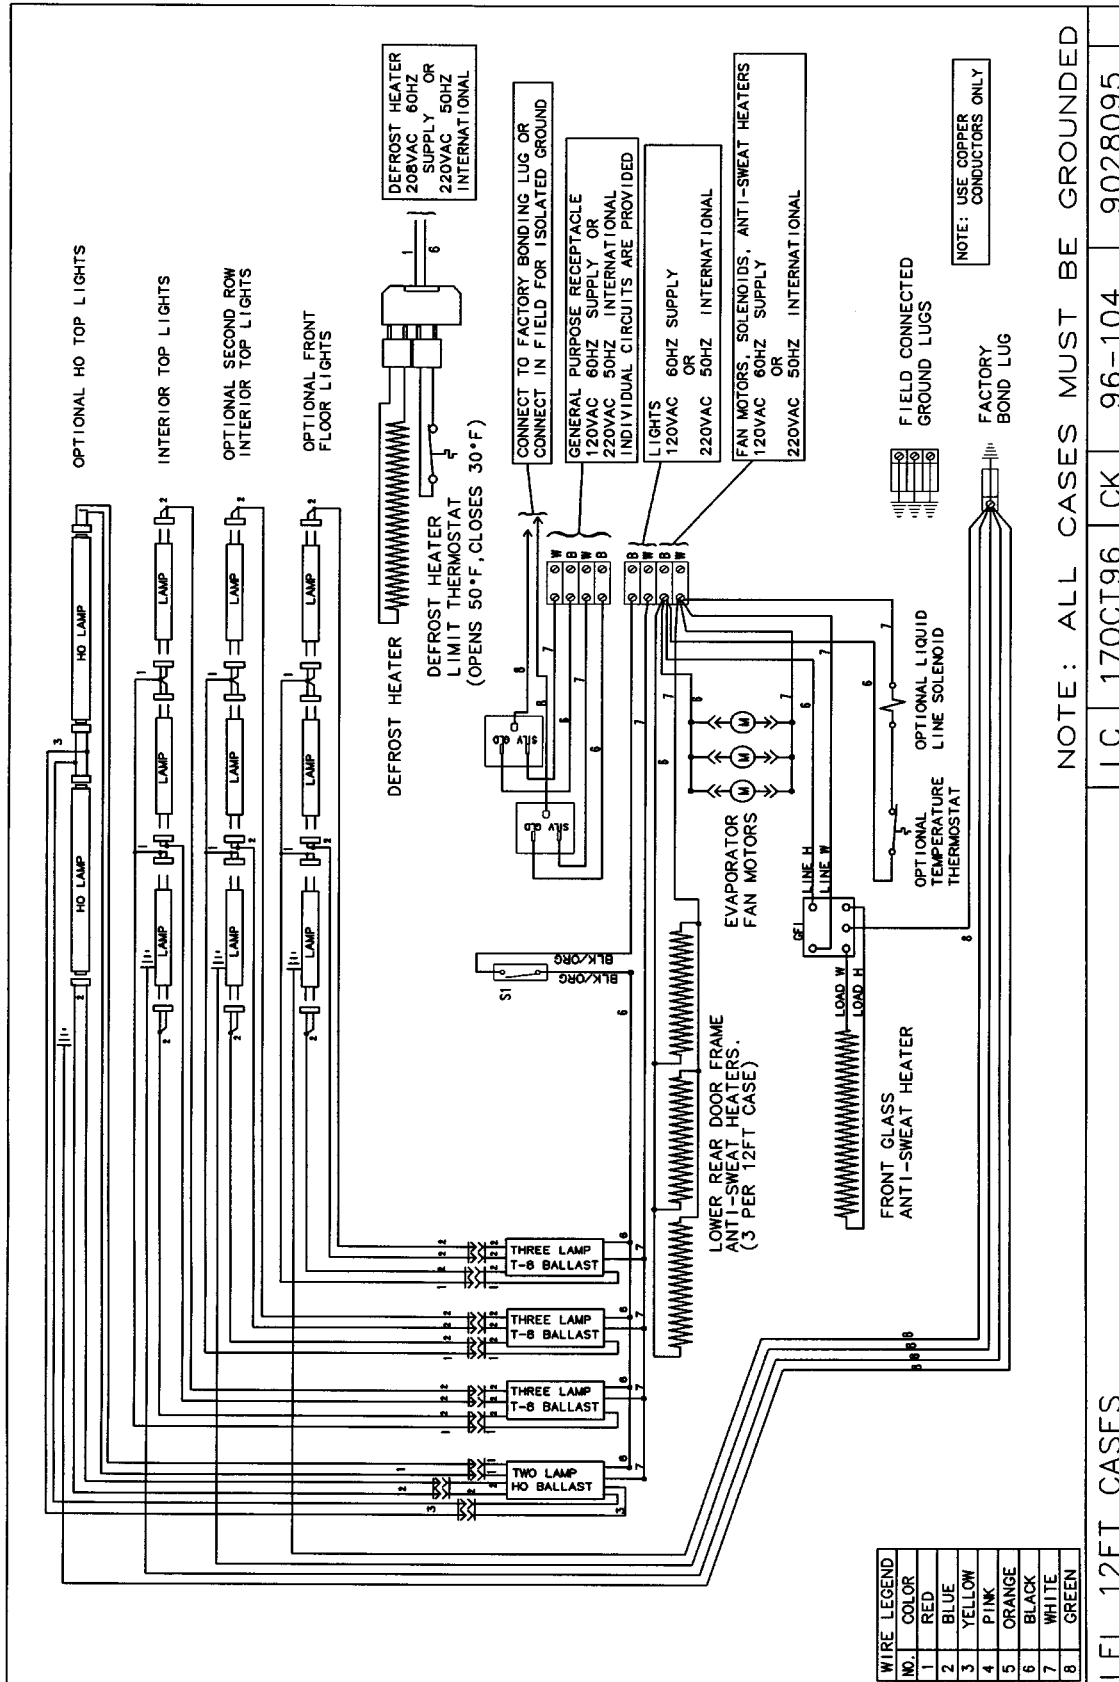 OPTIONAL HO TOP LIGHTS
INTERIOR TOP LIGHTS
OPTIONAL SECOND ROW
INTERIOR TOP LIGHTS
OPTIONAL FRONT
FLOOR LIGHTS
HO LAMP
HO LAMP
LAMP
LAMP
LAMP
LAMP
LAMP
LAMP
LAMP
LAMP
LAMP
DEFROST HEATER
208VAC 60HZ
SUPPLY OR
220VAC 50HZ
INTERNATIONAL
DEFROST HEATER
DEFROST HEATER
LIMIT THERMOSTAT
(OPENS 50°F, CLOSES 30°F)
CONNECT TO FACTORY BONDING LUG OR
CONNECT IN FIELD FOR ISOLATED GROUND
GENERAL PURPOSE RECEPTACLE
120VAC 60HZ SUPPLY OR
220VAC 50HZ INTERNATIONAL
INDIVIDUAL CIRCUITS ARE PROVIDED
LIGHTS
120VAC 60HZ SUPPLY
OR
220VAC 50HZ INTERNATIONAL
FAN MOTORS, SOLENOIDS, ANTI-SWEAT HEATERS
120VAC 60HZ SUPPLY
OR
220VAC 50HZ INTERNATIONAL
W
B
W
B
B
W
B
W
SILV GLD
SILV GLD
S1
BLK/ORG
BLK/ORG
THREE LAMP
T-8 BALLAST
THREE LAMP
T-8 BALLAST
THREE LAMP
T-8 BALLAST
TWO LAMP
HO BALLAST
EVAPORATOR
FAN MOTORS
M
M
M
LOWER REAR DOOR FRAME
ANTI-SWEAT HEATERS.
(3 PER 12FT CASE)
LINE H
LINE W
GFI
LOAD W
LOAD H
FRONT GLASS
ANTI-SWEAT HEATER
OPTIONAL
TEMPERATURE
THERMOSTAT
OPTIONAL LIQUID
LINE SOLENOID
FIELD CONNECTED
GROUND LUGS
FACTORY
BOND LUG
NOTE: USE COPPER
CONDUCTORS ONLY
WIRE LEGEND
NO. COLOR
1 RED
2 BLUE
3 YELLOW
4 PINK
5 ORANGE
6 BLACK
7 WHITE
8 GREEN
NOTE: ALL CASES MUST BE GROUNDED
12FT CASES
17OCT96 CK 96-104 9028095